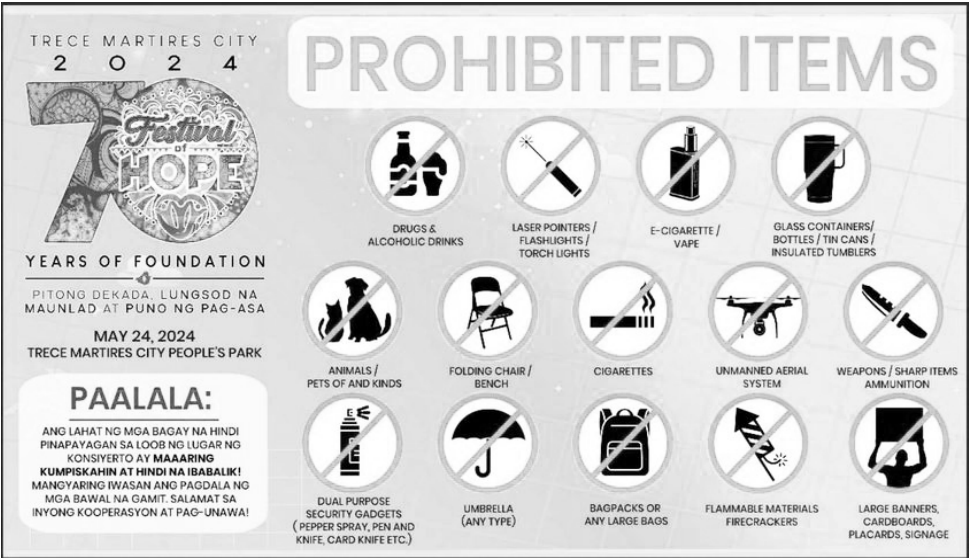 TRECE MARTIRES CITY
2 0 2 4
70
Festival
of
HOPE
YEARS OF FOUNDATION
PITONG DEKADA, LUNGSOD NA
MAUNLAD AT PUNO NG PAG-ASA
MAY 24, 2024
TRECE MARTIRES CITY PEOPLE'S PARK
PAALALA:
ANG LAHAT NG MGA BAGAY NA HINDI
PINAPAYAGAN SA LOOB NG LUGAR NG
KONSIYERTO AY MAAARING
KUMPISKAHIN AT HINDI NA IBABALIK!
MANGYARING IWASAN ANG PAGDALA NG
MGA BAWAL NA GAMIT. SALAMAT SA
INYONG KOOPERASYON AT PAG-UNAWA!
PROHIBITED ITEMS
DRUGS &
ALCOHOLIC DRINKS
LASER POINTERS /
FLASHLIGHTS /
TORCH LIGHTS
E-CIGARETTE /
VAPE
GLASS CONTAINERS/
BOTTLES / TIN CANS /
INSULATED TUMBLERS
ANIMALS /
PETS OF AND KINDS
FOLDING CHAIR /
BENCH
CIGARETTES
UNMANNED AERIAL
SYSTEM
WEAPONS / SHARP ITEMS
AMMUNITION
DUAL PURPOSE
SECURITY GADGETS
( PEPPER SPRAY, PEN AND
KNIFE, CARD KNIFE ETC.)
UMBRELLA
(ANY TYPE)
BAGPACKS OR
ANY LARGE BAGS
FLAMMABLE MATERIALS
FIRECRACKERS
LARGE BANNERS,
CARDBOARDS,
PLACARDS, SIGNAGE